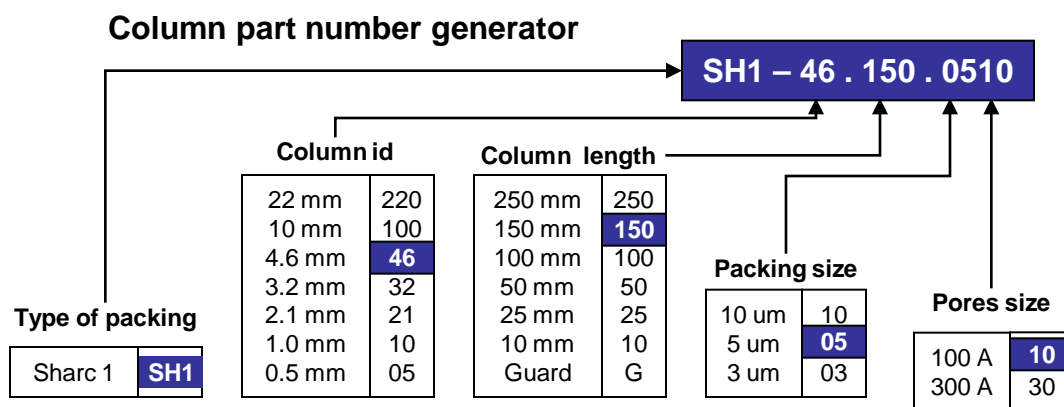 Column part number generator
SH1 – 46 . 150 . 0510
Type of packing
Sharc 1 SH1
Column id
22 mm 220
10 mm 100
4.6 mm 46
3.2 mm 32
2.1 mm 21
1.0 mm 10
0.5 mm 05
Column length
250 mm 250
150 mm 150
100 mm 100
50 mm 50
25 mm 25
10 mm 10
Guard G
Packing size
10 um 10
5 um 05
3 um 03
Pores size
100 A 10
300 A 30